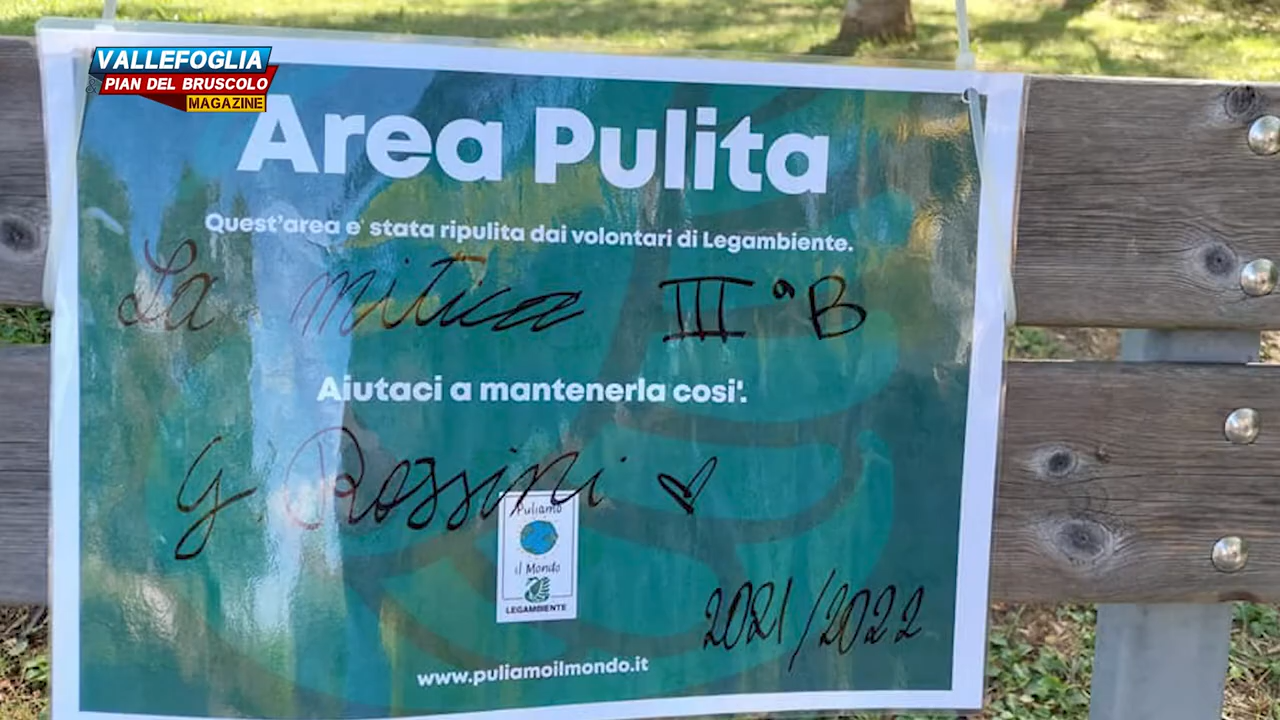 VALLEFOGLIA
& PIAN DEL BRUSCOLO
MAGAZINE
Area Pulita
Quest'area e' stata ripulita dai volontari di Legambiente.
La mitica IIIª B
Aiutaci a mantenerla cosi'.
G. Rossini ♡
Puliamo
il Mondo
LEGAMBIENTE
2021/2022
www.puliamoilmondo.it